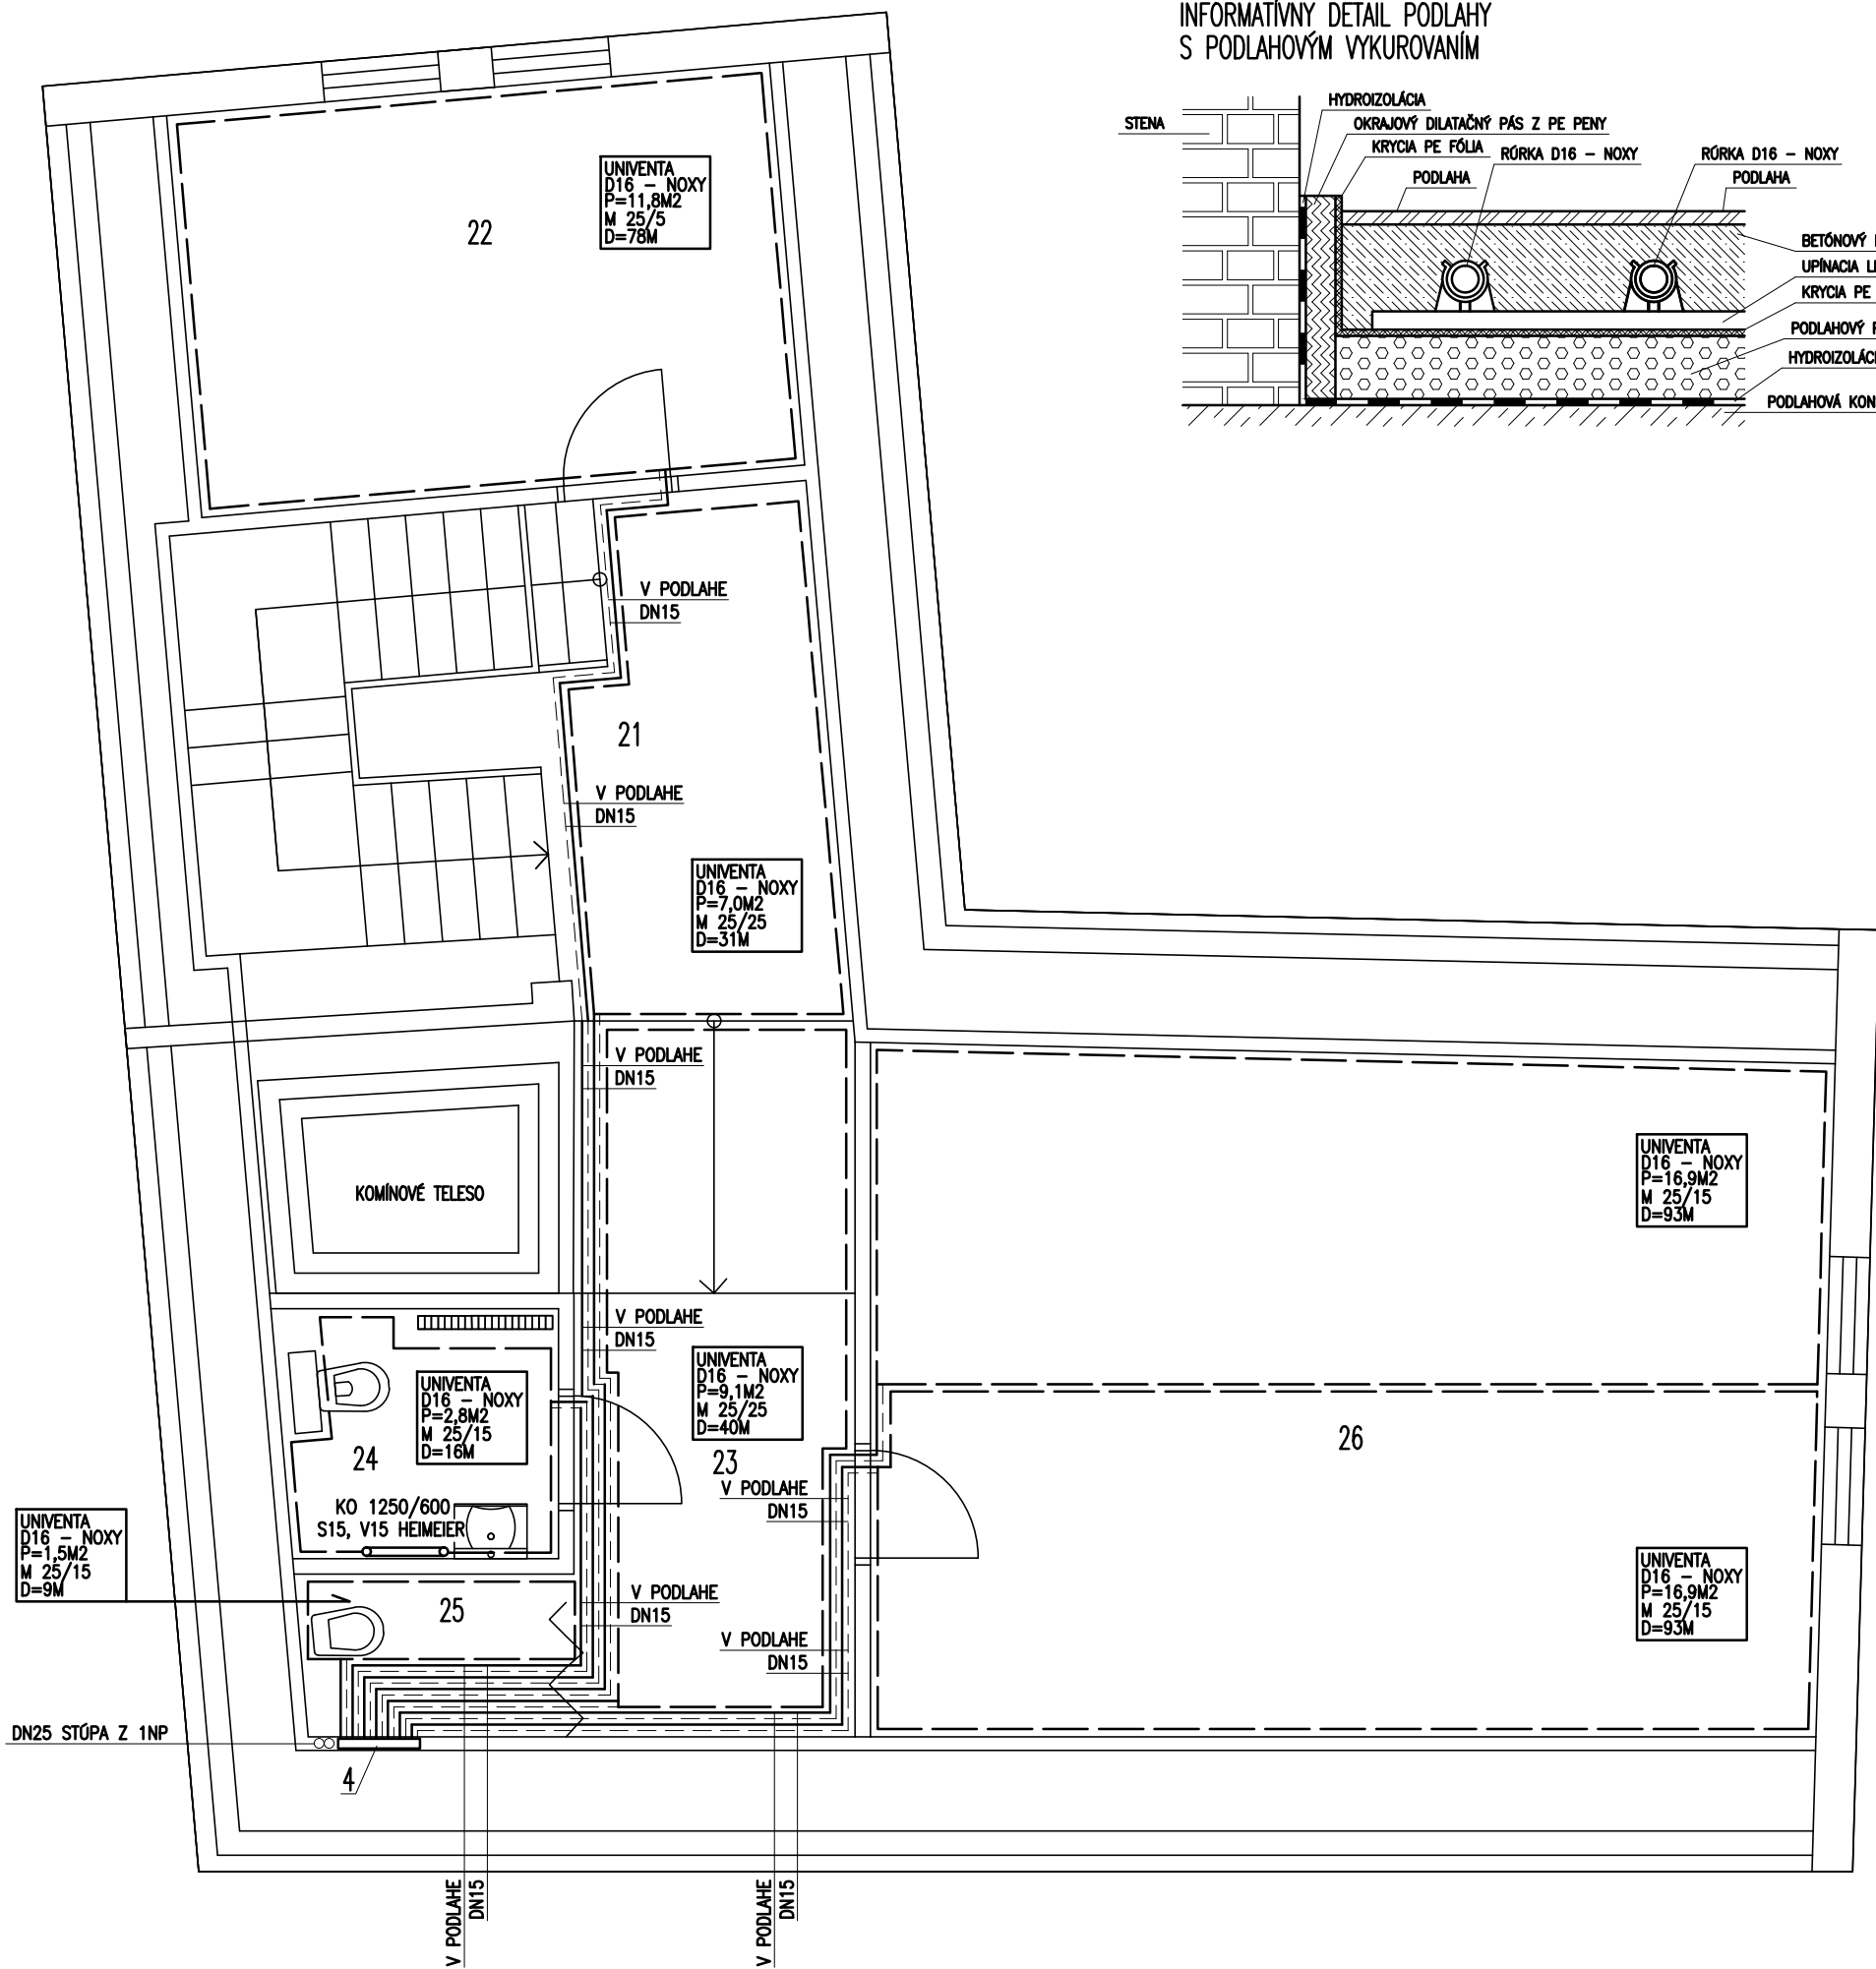 INFORMATÍVNY DETAIL PODLAHY
S PODLAHOVÝM VYKUROVANÍM
HYDROIZOLÁCIA
STENA
OKRAJOVÝ DILATAČNÝ PÁS Z PE PENY
KRYCIA PE FÓLIA
RÚRKA D16 - NOXY
RÚRKA D16 - NOXY
PODLAHA
PODLAHA
BETÓNOVÝ
UPÍNACIA
KRYCIA PE
PODLAHOVÝ
PODLAHOVÁ
UNIVENTA
D16 - NOXY
P=11,8M2
M 25/5
D=78M
22
V PODLAHE
DN15
21
V PODLAHE
DN15
UNIVENTA
D16 - NOXY
P=7,0M2
M 25/25
D=31M
V PODLAHE
DN15
KOMÍNOVÉ TELESO
UNIVENTA
D16 - NOXY
P=16,9M2
M 25/15
D=93M
V PODLAHE
DN15
UNIVENTA
D16 - NOXY
P=9,1M2
M 25/25
D=40M
UNIVENTA
D16 - NOXY
P=2,8M2
M 25/15
D=16M
24
23
26
V PODLAHE
DN15
KO 1250/600
S15, V15 HEIMEIER
UNIVENTA
D16 - NOXY
P=1,5M2
M 25/15
D=9M
25
V PODLAHE
DN15
V PODLAHE
DN15
UNIVENTA
D16 - NOXY
P=16,9M2
M 25/15
D=93M
DN25 STÚPA Z 1NP
4
V PODLAHE
DN15
V PODLAHE
DN15